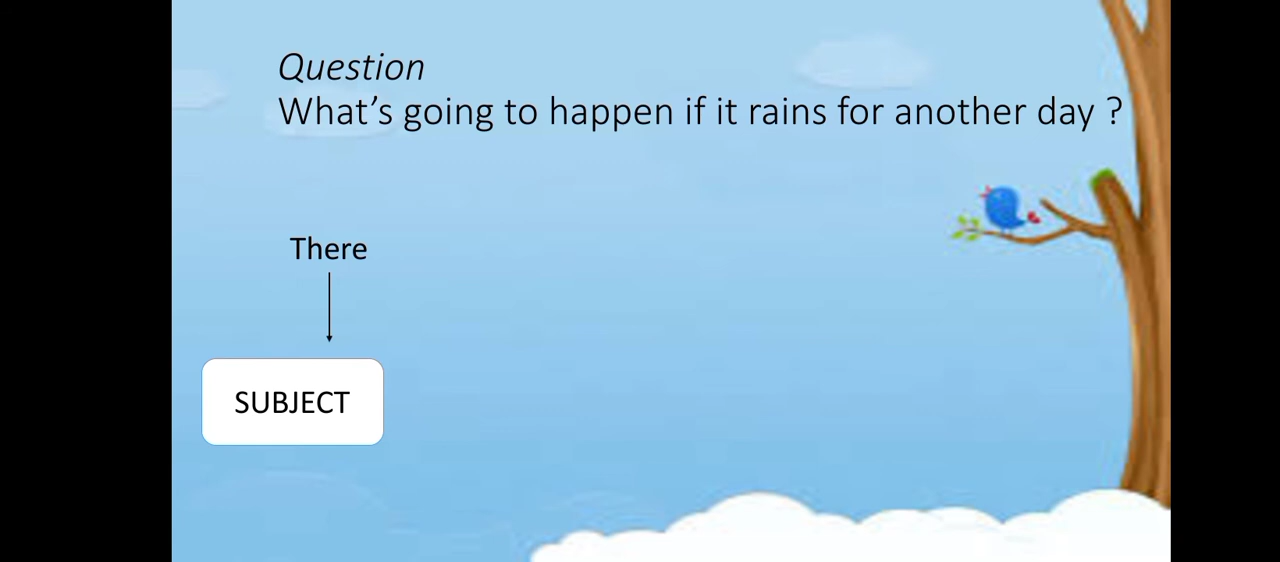 Question
What's going to happen if it rains for another day ?
There
SUBJECT